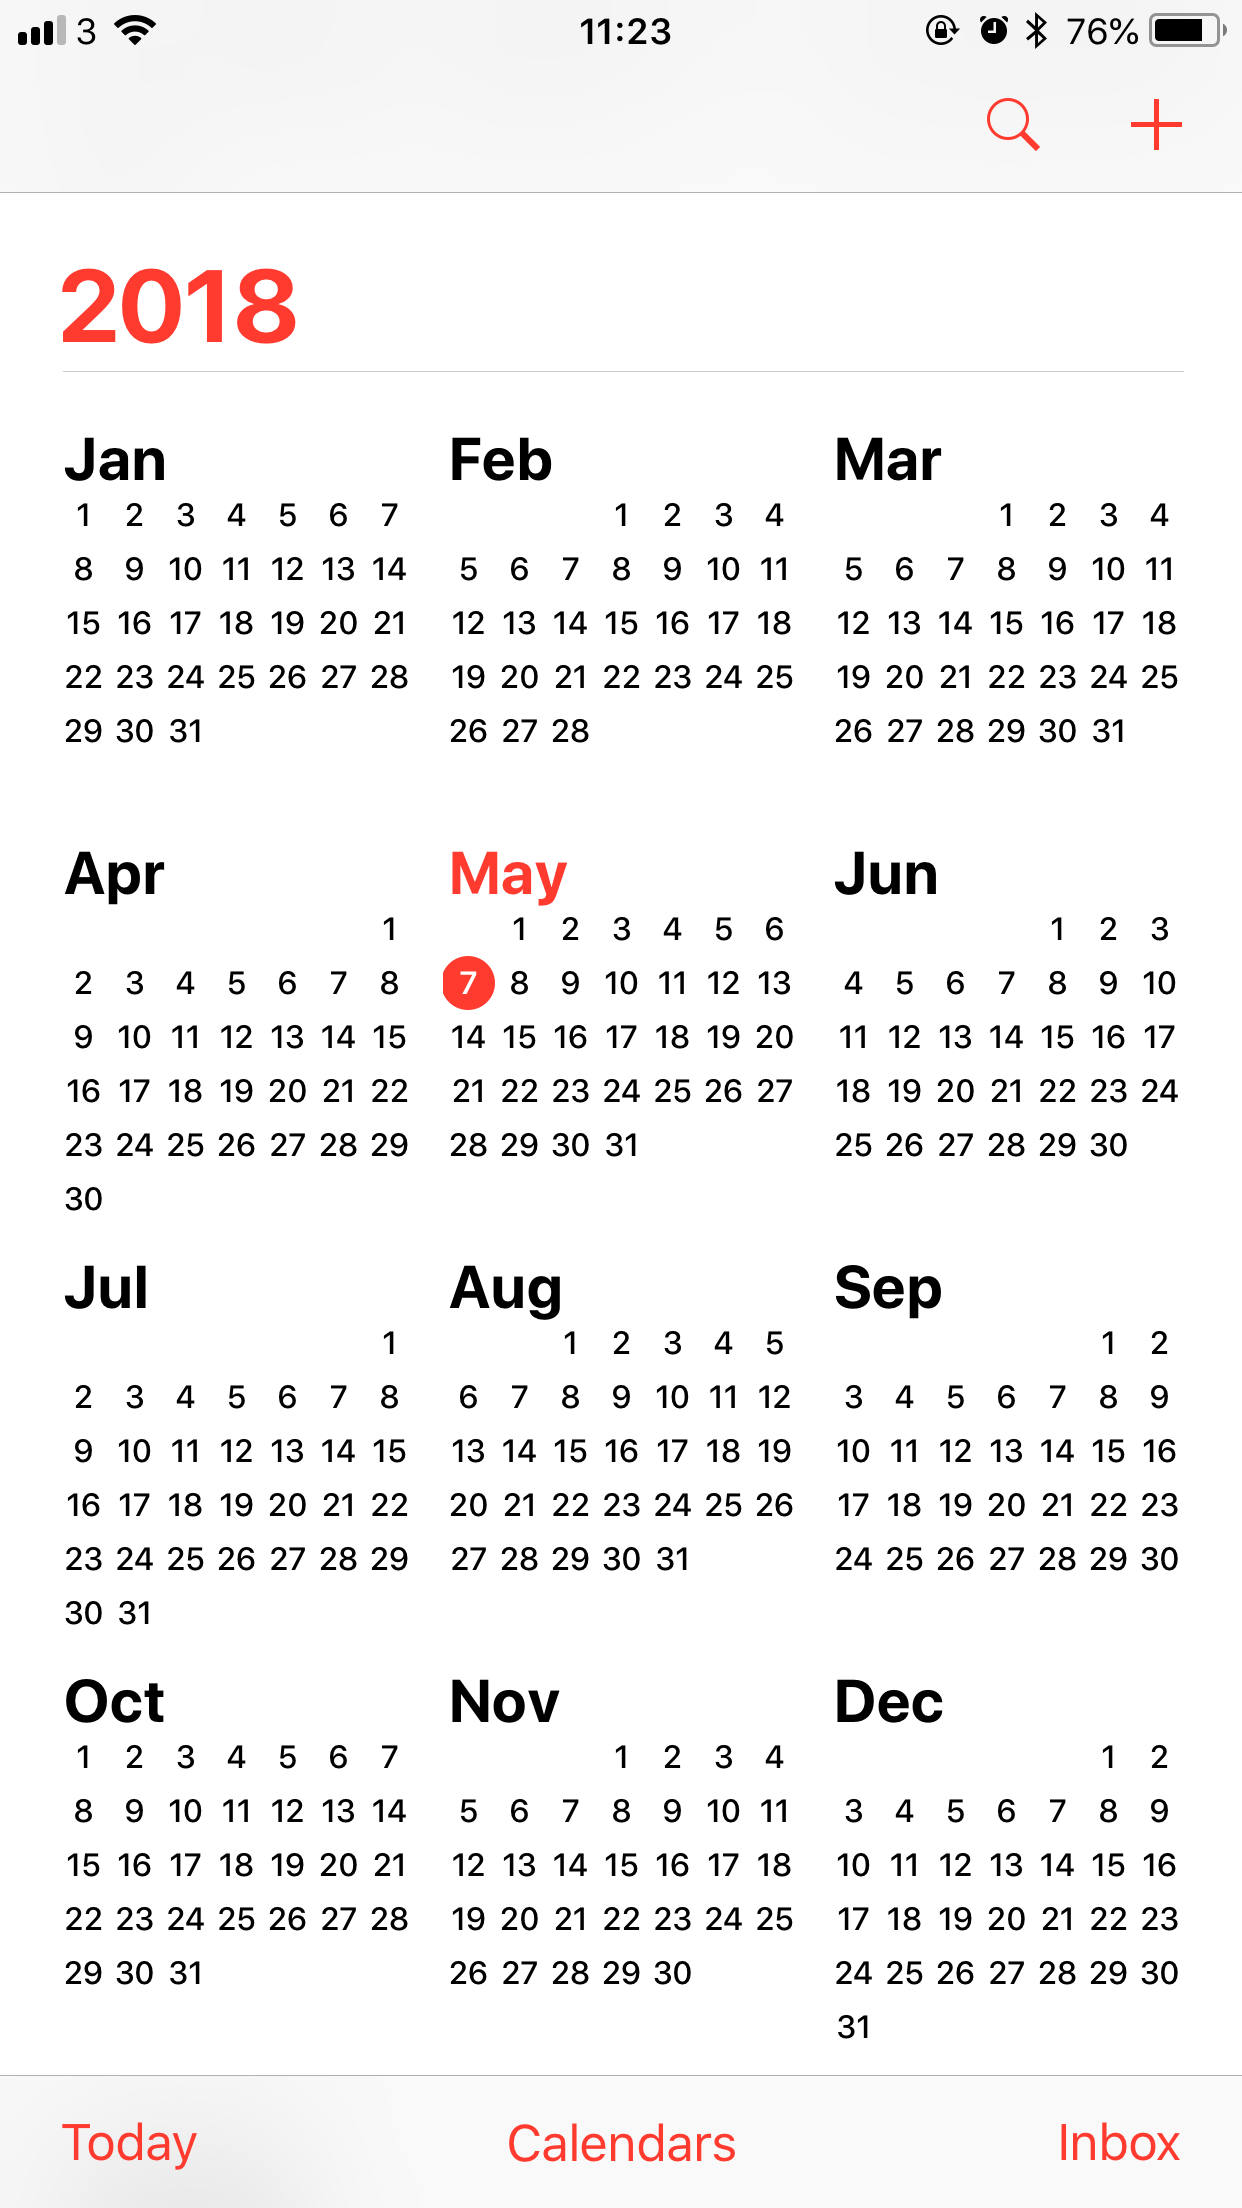 3 11:23 76%
2018
Jan Feb Mar
1 2 3 4 5 6 7 1 2 3 4 1 2 3 4
8 9 10 11 12 13 14 5 6 7 8 9 10 11 5 6 7 8 9 10 11
15 16 17 18 19 20 21 12 13 14 15 16 17 18 12 13 14 15 16 17 18
22 23 24 25 26 27 28 19 20 21 22 23 24 25 19 20 21 22 23 24 25
29 30 31 26 27 28 26 27 28 29 30 31
Apr May Jun
1 1 2 3 4 5 6 1 2 3
2 3 4 5 6 7 8 7 8 9 10 11 12 13 4 5 6 7 8 9 10
9 10 11 12 13 14 15 14 15 16 17 18 19 20 11 12 13 14 15 16 17
16 17 18 19 20 21 22 21 22 23 24 25 26 27 18 19 20 21 22 23 24
23 24 25 26 27 28 29 28 29 30 31 25 26 27 28 29 30
30
Jul Aug Sep
1 1 2 3 4 5 1 2
2 3 4 5 6 7 8 6 7 8 9 10 11 12 3 4 5 6 7 8 9
9 10 11 12 13 14 15 13 14 15 16 17 18 19 10 11 12 13 14 15 16
16 17 18 19 20 21 22 20 21 22 23 24 25 26 17 18 19 20 21 22 23
23 24 25 26 27 28 29 27 28 29 30 31 24 25 26 27 28 29 30
30 31
Oct Nov Dec
1 2 3 4 5 6 7 1 2 3 4 1 2
8 9 10 11 12 13 14 5 6 7 8 9 10 11 3 4 5 6 7 8 9
15 16 17 18 19 20 21 12 13 14 15 16 17 18 10 11 12 13 14 15 16
22 23 24 25 26 27 28 19 20 21 22 23 24 25 17 18 19 20 21 22 23
29 30 31 26 27 28 29 30 24 25 26 27 28 29 30
31
Today Calendars Inbox